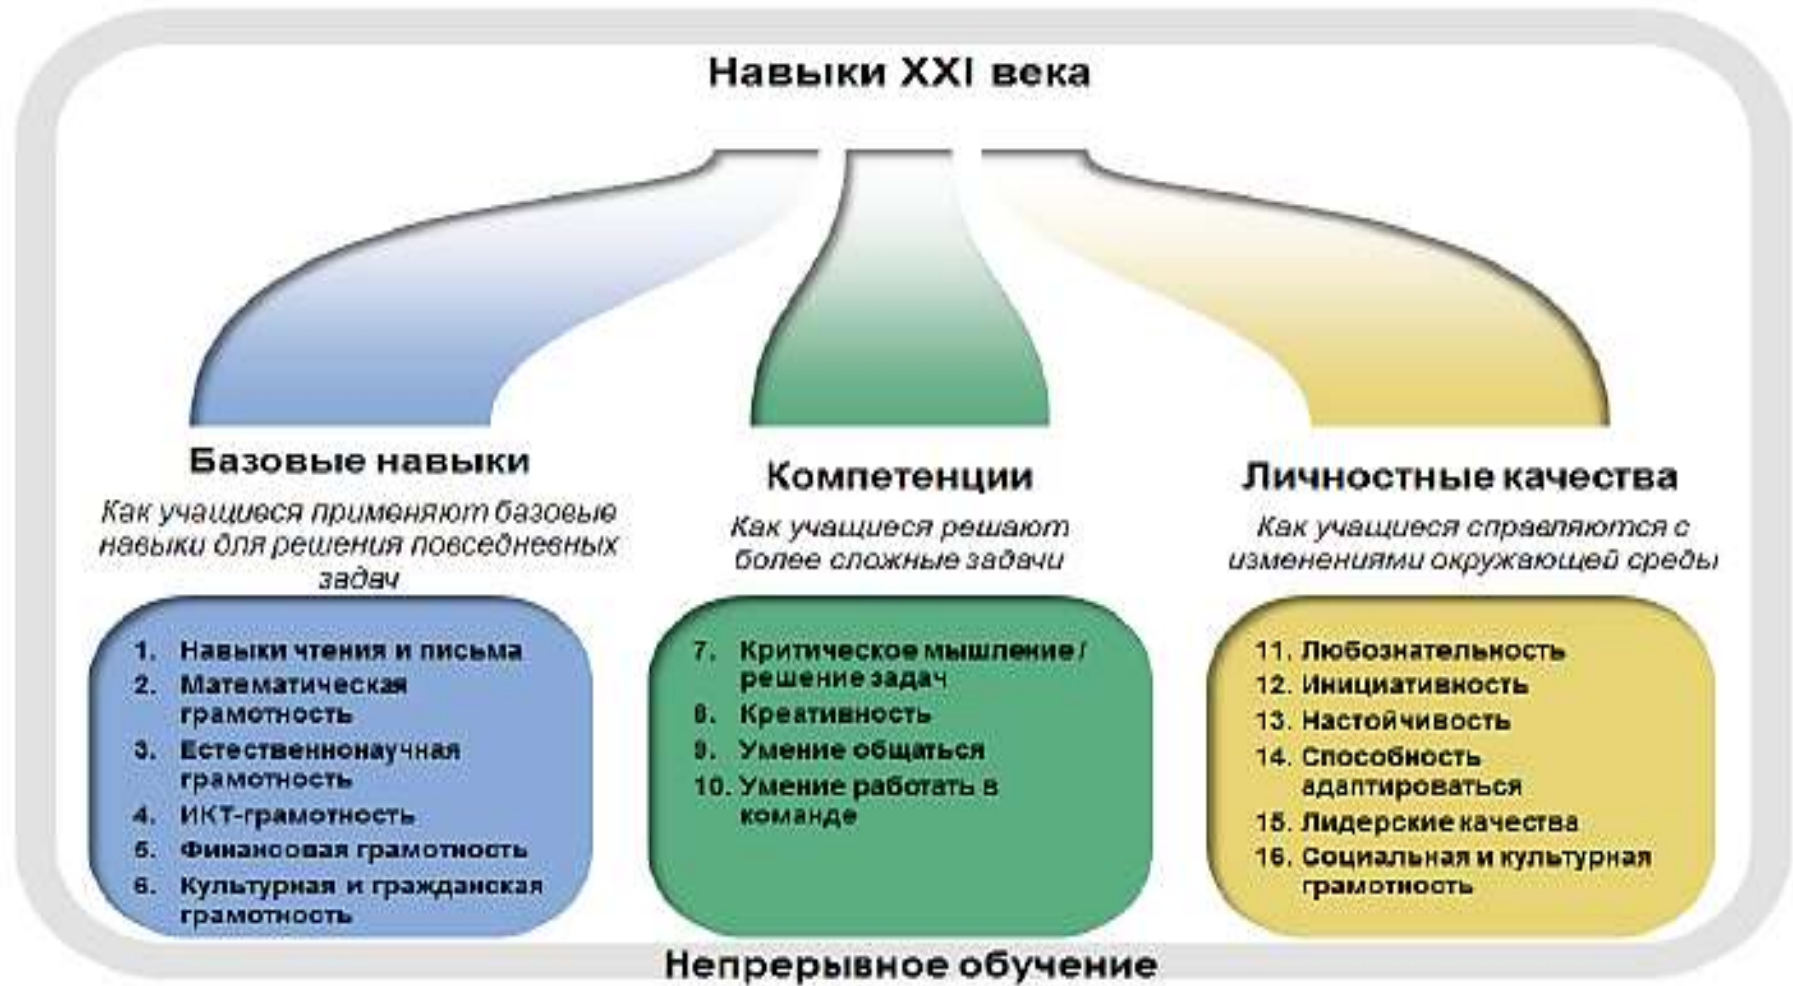 Навыки XXI века
Базовые навыки
Как учащиеся применяют базовые
навыки для решения повседневных
задач
1. Навыки чтения и письма
2. Математическая
грамотность
3. Естественнонаучная
грамотность
4. ИКТ-грамотность
5. Финансовая грамотность
6. Культурная и гражданская
грамотность
Компетенции
Как учащиеся решают
более сложные задачи
7. Критическое мышление /
решение задач
8. Креативность
9. Умение общаться
10. Умение работать в
команде
Личностные качества
Как учащиеся справляются с
изменениями окружающей среды
11. Любознательность
12. Инициативность
13. Настойчивость
14. Способность
адаптироваться
15. Лидерские качества
16. Социальная и культурная
грамотность
Непрерывное обучение